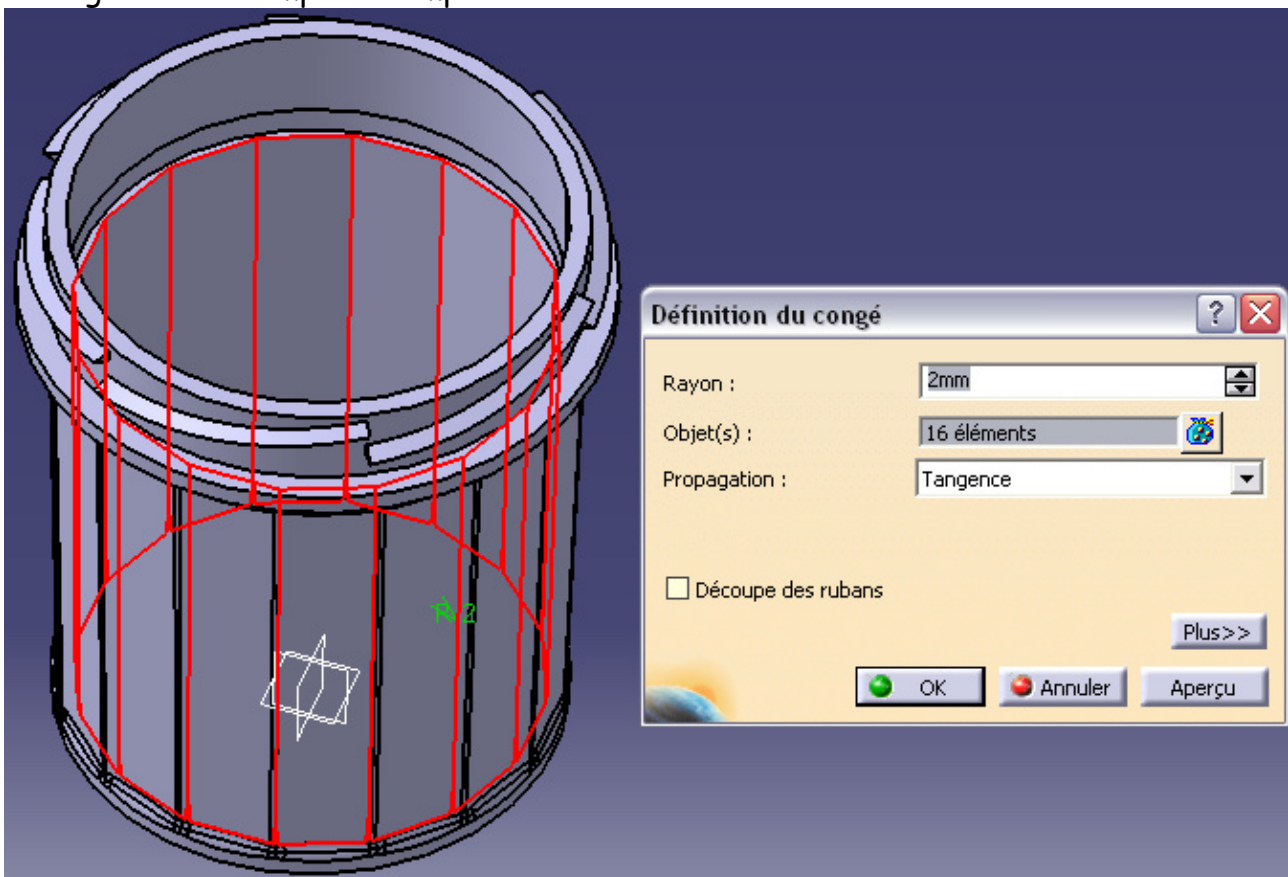 Définition du congé
Rayon :
2mm
Objet(s) :
16 éléments
Propagation :
Tangence
Découpe des rubans
Plus>>
OK
Annuler
Aperçu